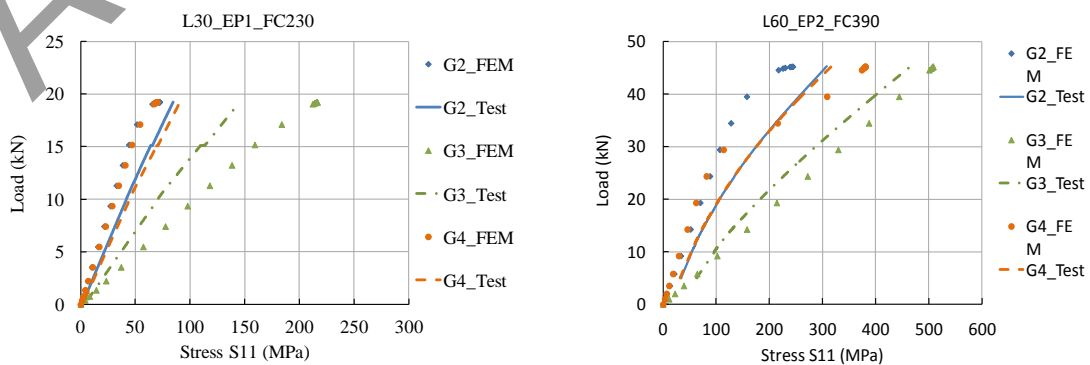 L30_EP1_FC230
25
20
15
10
5
0
Load (kN)
0 50 100 150 200 250 300
Stress S11 (MPa)
G2_FEM
G2_Test
G3_FEM
G3_Test
G4_FEM
G4_Test
L60_EP2_FC390
50
40
30
20
10
0
Load (kN)
0 100 200 300 400 500 600
Stress S11 (MPa)
G2_FE
M
G2_Test
G3_FE
M
G3_Test
G4_FE
M
G4_Test